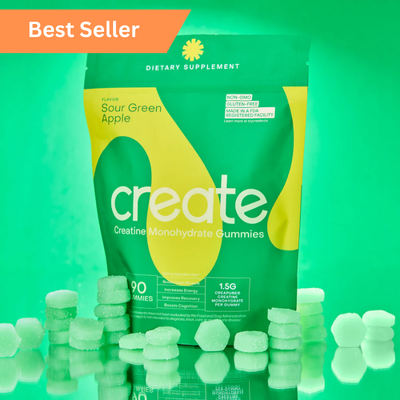 Best Seller
DIETARY SUPPLEMENT
FLAVOR
Sour Green
Apple
NON-GMO
GLUTEN-FREE
MADE IN A FDA
REGISTERED FACILITY
create
Creatine Monohydrate Gummies
90
GUMMIES
Increases Energy
Improves Recovery
Boosts Cognition
1.5G
CREAPURE®
CREATINE
MONOHYDRATE
PER GUMMY